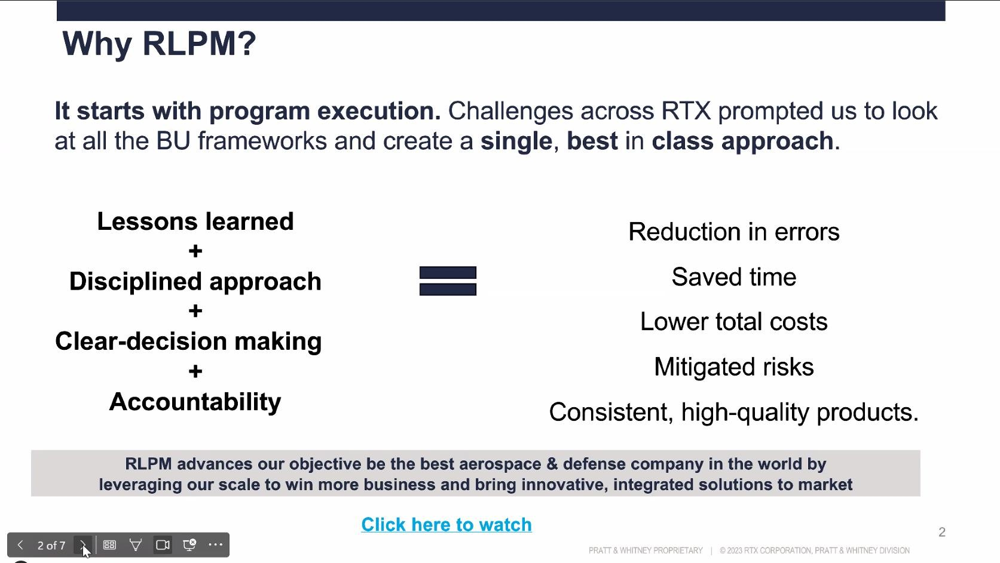 Why RLPM?
It starts with program execution. Challenges across RTX prompted us to look
at all the BU frameworks and create a single, best in class approach.
Lessons learned
+
Disciplined approach
+
Clear-decision making
+
Accountability
Reduction in errors
Saved time
Lower total costs
Mitigated risks
Consistent, high-quality products.
RLPM advances our objective be the best aerospace & defense company in the world by
leveraging our scale to win more business and bring innovative, integrated solutions to market
Click here to watch
2
2 of 7
PRATT & WHITNEY PROPRIETARY | © 2023 RTX CORPORATION, PRATT & WHITNEY DIVISION